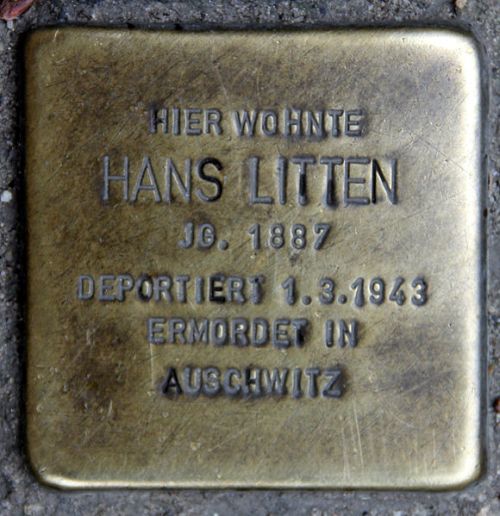 HIER WOHNTE
HANS LITTEN
JG. 1887
DEPORTIERT 1.3.1943
ERMORDET IN
AUSCHWITZ